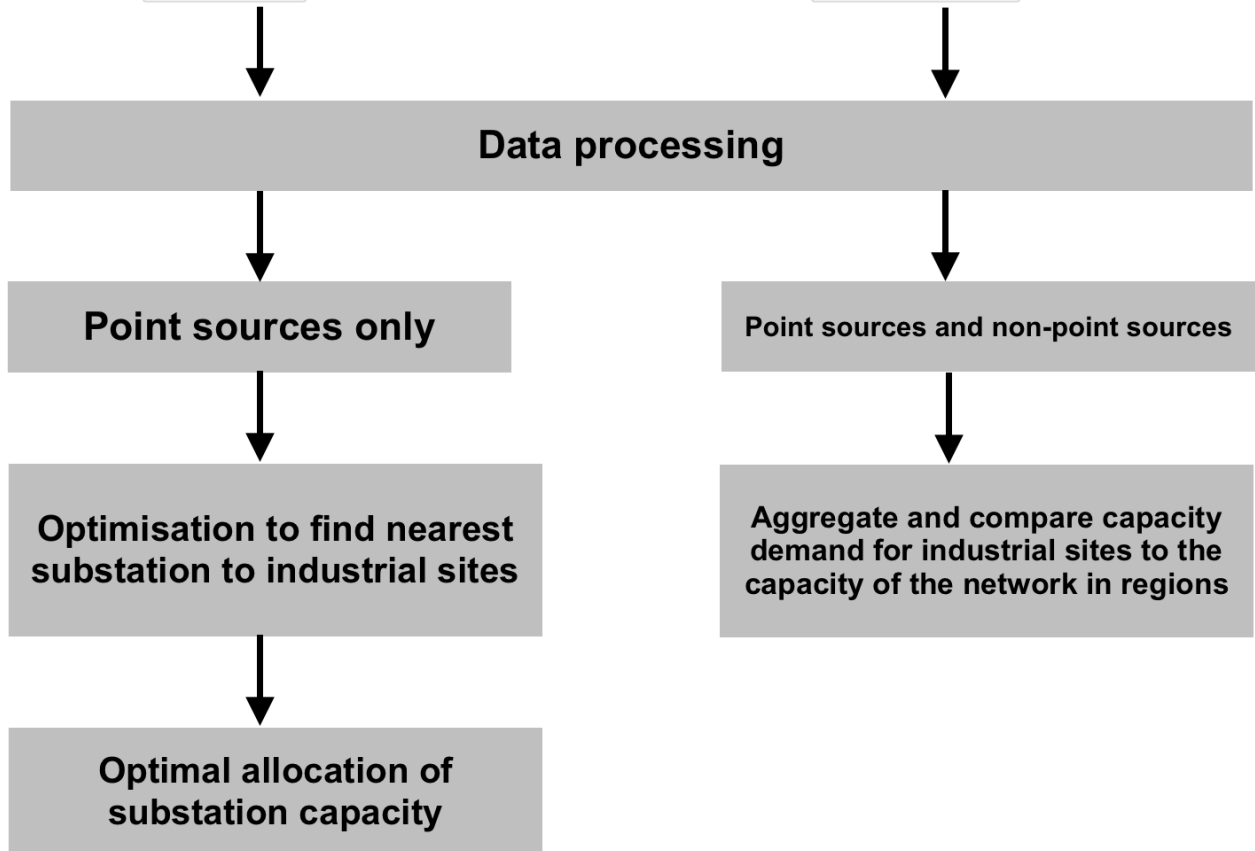 Data processing
Point sources only
Point sources and non-point sources
Optimisation to find nearest
substation to industrial sites
Aggregate and compare capacity
demand for industrial sites to the
capacity of the network in regions
Optimal allocation of
substation capacity